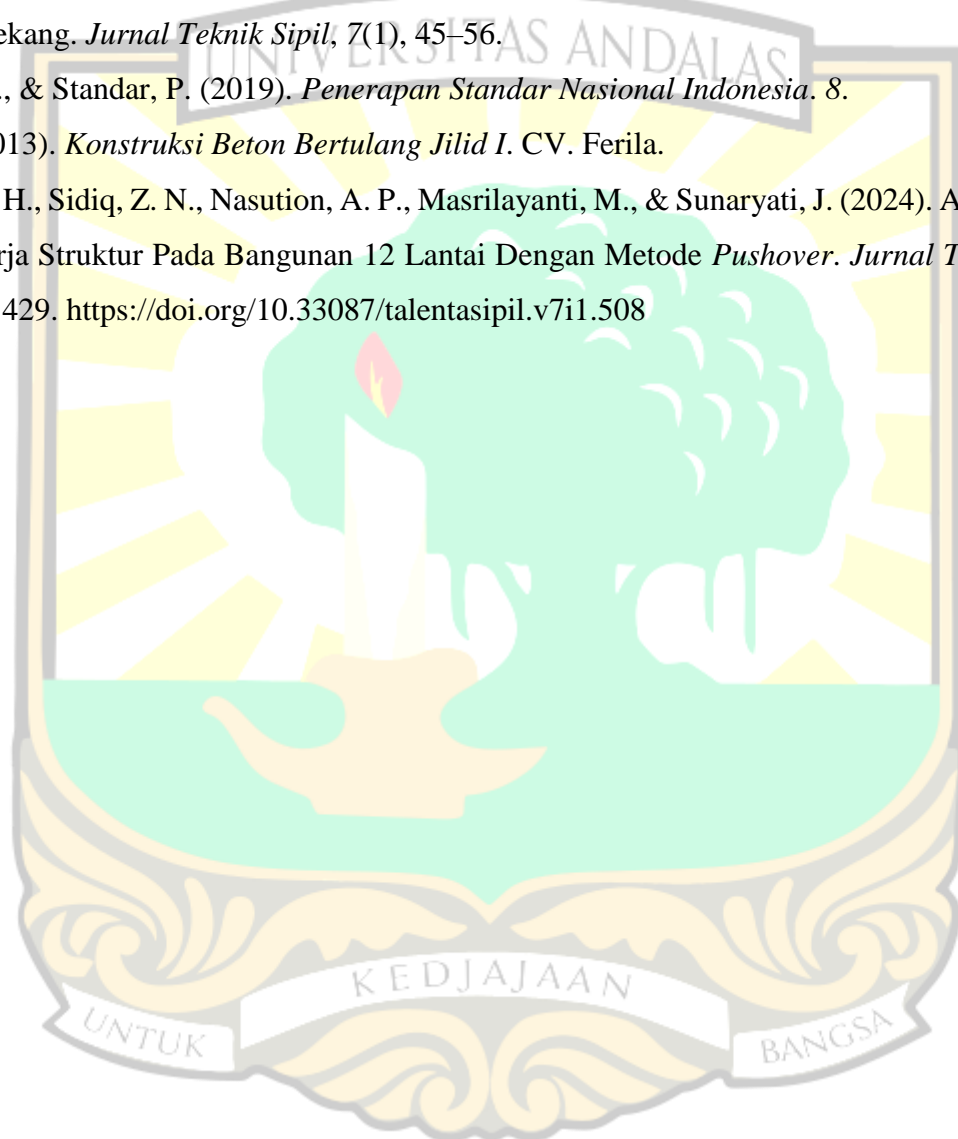 ekang. Jurnal Teknik Sipil, 7(1), 45–56.
UNIVERSITAS ANDALAS
., & Standar, P. (2019). Penerapan Standar Nasional Indonesia. 8.
013). Konstruksi Beton Bertulang Jilid I. CV. Ferila.
H., Sidiq, Z. N., Nasution, A. P., Masrilayanti, M., & Sunaryati, J. (2024). A
rja Struktur Pada Bangunan 12 Lantai Dengan Metode Pushover. Jurnal T
429. https://doi.org/10.33087/talentasipil.v7i1.508
KEDJAJAAN
UNTUK
BANGSA